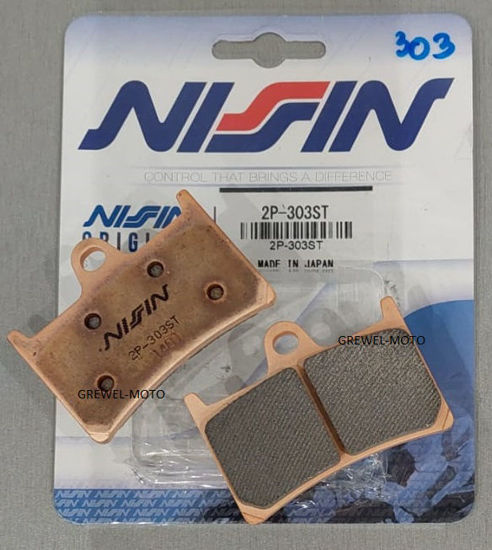 303
NISSIN
CONTROL THAT BRINGS A DIFFERENCE
NISSIN
2P-303ST
2P-303ST
MADE IN JAPAN
NISSIN
2P-303ST
GREWEL-MOTO
GREWEL-MOTO